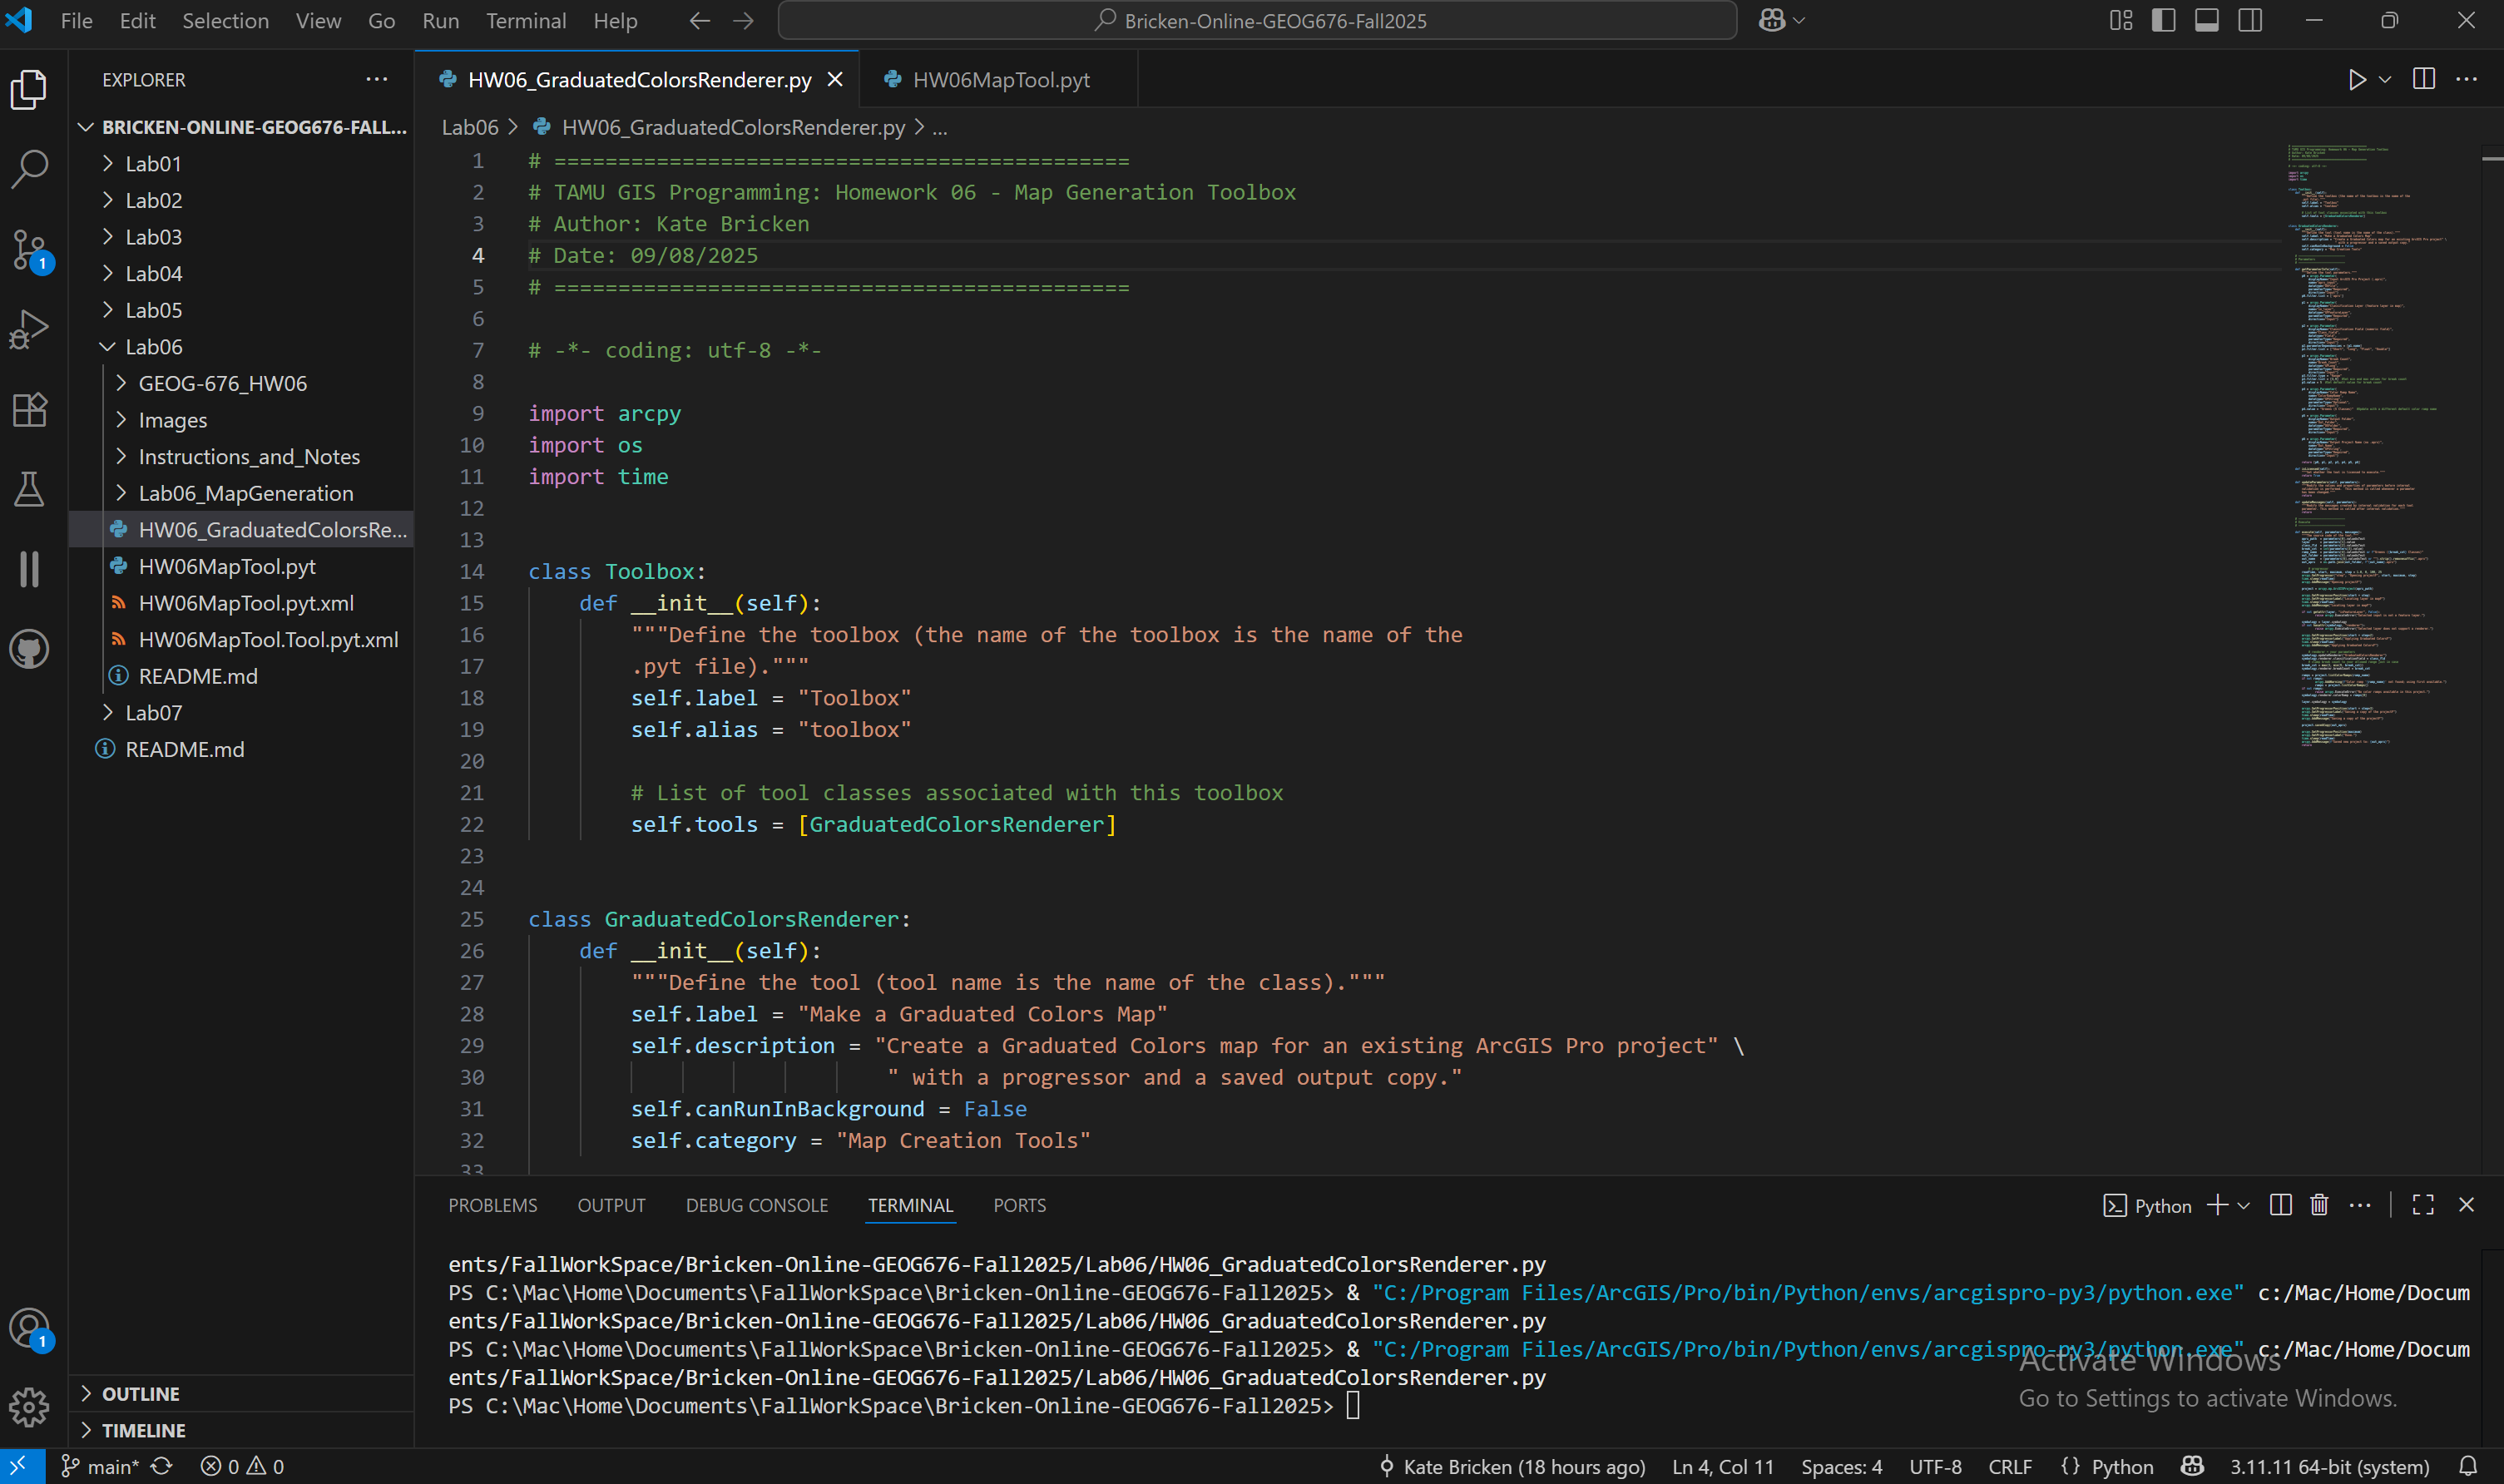 File Edit Selection View Go Run Terminal Help
Bricken-Online-GEOG676-Fall2025
EXPLORER
BRICKEN-ONLINE-GEOG676-FALL...
Lab01
Lab02
Lab03
Lab04
Lab05
Lab06
GEOG-676_HW06
Images
Instructions_and_Notes
Lab06_MapGeneration
HW06_GraduatedColorsRe...
HW06MapTool.pyt
HW06MapTool.pyt.xml
HW06MapTool.Tool.pyt.xml
README.md
Lab07
README.md
OUTLINE
TIMELINE
1
1
HW06_GraduatedColorsRenderer.py
HW06MapTool.pyt
Lab06 > HW06_GraduatedColorsRenderer.py > ...
1 # =============================================
2 # TAMU GIS Programming: Homework 06 - Map Generation Toolbox
3 # Author: Kate Bricken
4 # Date: 09/08/2025
5 # =============================================
6
7 # -*- coding: utf-8 -*-
8
9 import arcpy
10 import os
11 import time
12
13
14 class Toolbox:
15     def __init__(self):
16         """Define the toolbox (the name of the toolbox is the name of the
17         .pyt file)."""
18         self.label = "Toolbox"
19         self.alias = "toolbox"
20
21         # List of tool classes associated with this toolbox
22         self.tools = [GraduatedColorsRenderer]
23
24
25 class GraduatedColorsRenderer:
26     def __init__(self):
27         """Define the tool (tool name is the name of the class)."""
28         self.label = "Make a Graduated Colors Map"
29         self.description = "Create a Graduated Colors map for an existing ArcGIS Pro project" \
30                             " with a progressor and a saved output copy."
31         self.canRunInBackground = False
32         self.category = "Map Creation Tools"
33
PROBLEMS OUTPUT DEBUG CONSOLE TERMINAL PORTS
Python
ents/FallWorkSpace/Bricken-Online-GEOG676-Fall2025/Lab06/HW06_GraduatedColorsRenderer.py
PS C:\Mac\Home\Documents\FallWorkSpace\Bricken-Online-GEOG676-Fall2025> & "C:/Program Files/ArcGIS/Pro/bin/Python/envs/arcgispro-py3/python.exe" c:/Mac/Home/Docum
ents/FallWorkSpace/Bricken-Online-GEOG676-Fall2025/Lab06/HW06_GraduatedColorsRenderer.py
PS C:\Mac\Home\Documents\FallWorkSpace\Bricken-Online-GEOG676-Fall2025> & "C:/Program Files/ArcGIS/Pro/bin/Python/envs/arcgispro-py3/python.exe" c:/Mac/Home/Docum
ents/FallWorkSpace/Bricken-Online-GEOG676-Fall2025/Lab06/HW06_GraduatedColorsRenderer.py
PS C:\Mac\Home\Documents\FallWorkSpace\Bricken-Online-GEOG676-Fall2025>
Activate Windows
Go to Settings to activate Windows.
main* 0 0 Kate Bricken (18 hours ago) Ln 4, Col 11 Spaces: 4 UTF-8 CRLF {} Python 3.11.11 64-bit (system)